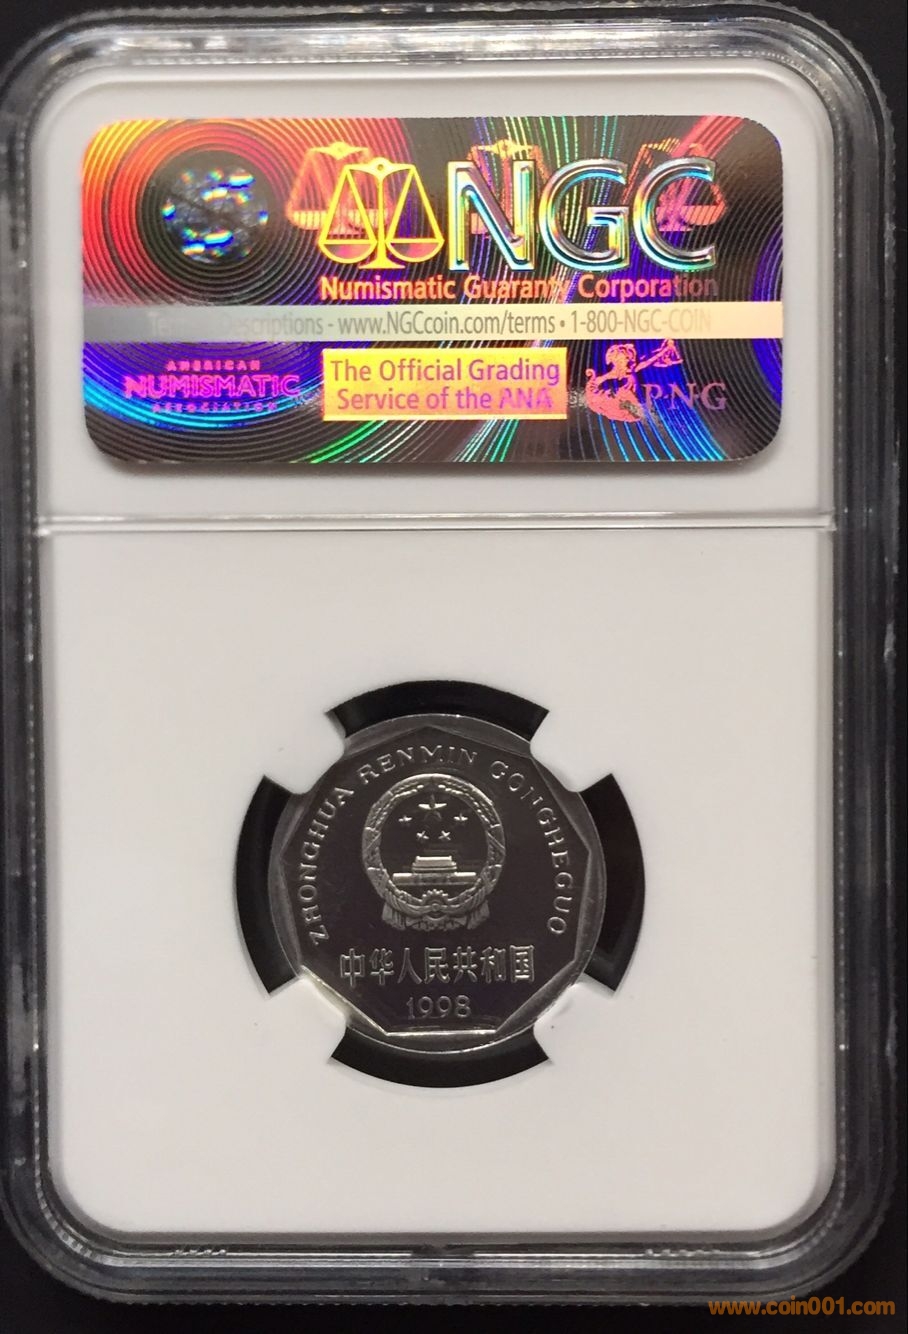 NGC
Numismatic Guaranty Corporation
Terms, Descriptions - www.NGCcoin.com/terms • 1-800-NGC-COIN
AMERICAN
NUMISMATIC
ASSOCIATION
The Official Grading
Service of the ANA
P·N·G
ZHONGHUA RENMIN GONGHEGUO
中华人民共和国
1998
www.coin001.com